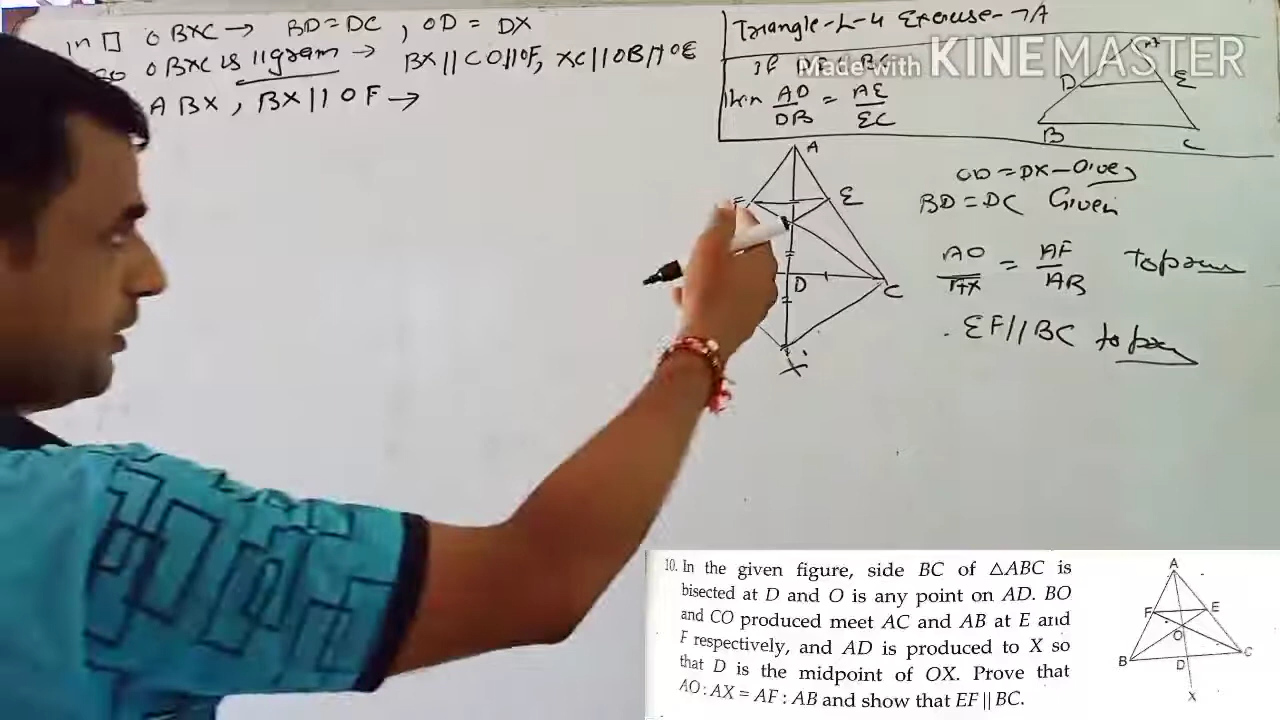 in □ OBXC → BD = DC , OD = DX
so OBXC is ||gram → BX || CO||OF, XC||OB||OE
ABX , BX || OF →
Triangle - L-4 Exercise - 7A
IF DE || BC
then AD/DB = AE/EC
Made with KINEMASTER
A
D E
B C
A
F E
D
C
X
OD = DX - Given
BD = DC Given
AO/AX = AF/AB to prove
EF // BC to prove
10. In the given figure, side BC of △ABC is
bisected at D and O is any point on AD. BO
and CO produced meet AC and AB at E and
F respectively, and AD is produced to X so
that D is the midpoint of OX. Prove that
AO : AX = AF : AB and show that EF || BC.
A
F E
O
B D C
X